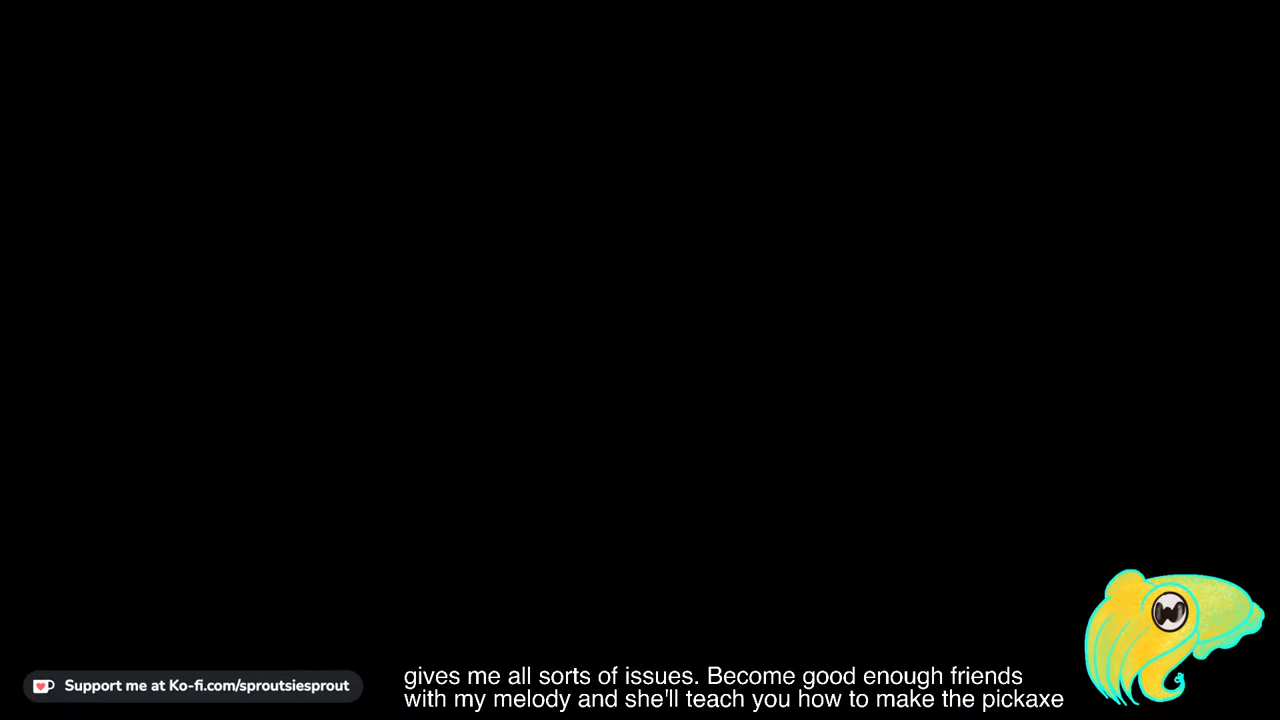 gives me all sorts of issues. Become good enough friends
with my melody and she'll teach you how to make the pickaxe
Support me at Ko-fi.com/sproutsiesprout